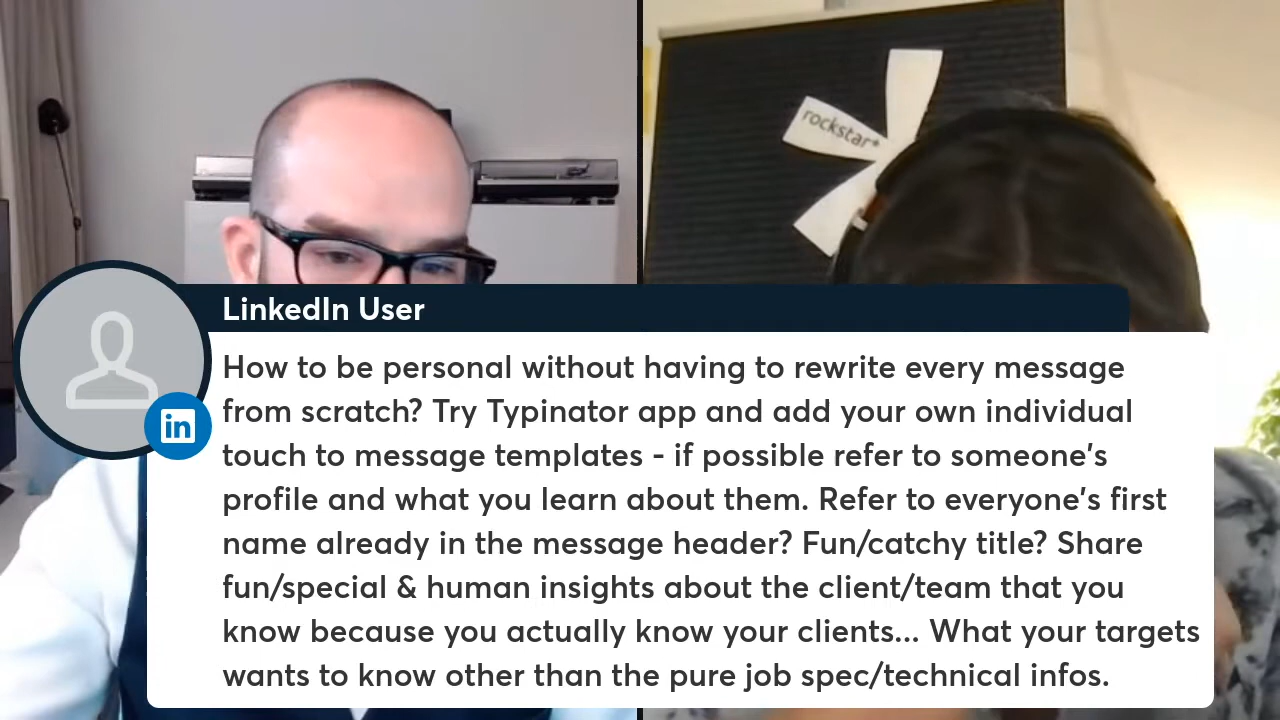 rockstar*
LinkedIn User
in
How to be personal without having to rewrite every message
from scratch? Try Typinator app and add your own individual
touch to message templates - if possible refer to someone's
profile and what you learn about them. Refer to everyone's first
name already in the message header? Fun/catchy title? Share
fun/special & human insights about the client/team that you
know because you actually know your clients... What your targets
wants to know other than the pure job spec/technical infos.